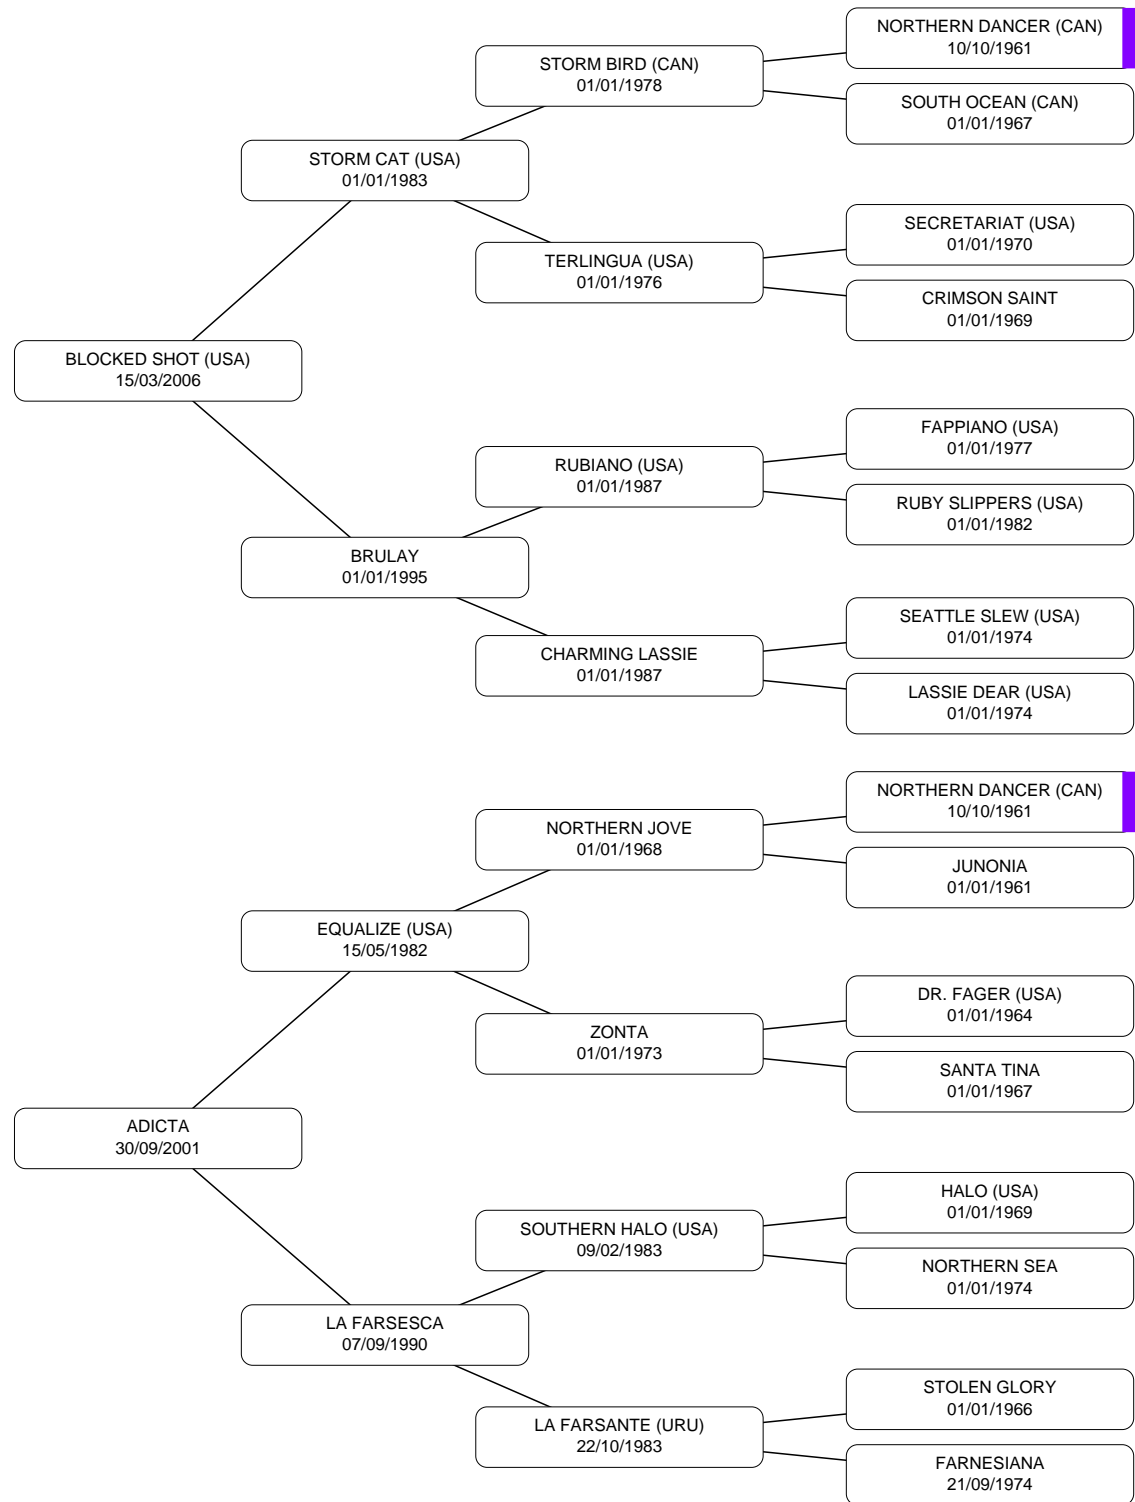 NORTHERN DANCER (CAN)
10/10/1961
STORM BIRD (CAN)
01/01/1978
SOUTH OCEAN (CAN)
01/01/1967
STORM CAT (USA)
01/01/1983
SECRETARIAT (USA)
01/01/1970
TERLINGUA (USA)
01/01/1976
CRIMSON SAINT
01/01/1969
BLOCKED SHOT (USA)
15/03/2006
FAPPIANO (USA)
01/01/1977
RUBIANO (USA)
01/01/1987
RUBY SLIPPERS (USA)
01/01/1982
BRULAY
01/01/1995
SEATTLE SLEW (USA)
01/01/1974
CHARMING LASSIE
01/01/1987
LASSIE DEAR (USA)
01/01/1974
NORTHERN DANCER (CAN)
10/10/1961
NORTHERN JOVE
01/01/1968
JUNONIA
01/01/1961
EQUALIZE (USA)
15/05/1982
DR. FAGER (USA)
01/01/1964
ZONTA
01/01/1973
SANTA TINA
01/01/1967
ADICTA
30/09/2001
HALO (USA)
01/01/1969
SOUTHERN HALO (USA)
09/02/1983
NORTHERN SEA
01/01/1974
LA FARSESCA
07/09/1990
STOLEN GLORY
01/01/1966
LA FARSANTE (URU)
22/10/1983
FARNESIANA
21/09/1974